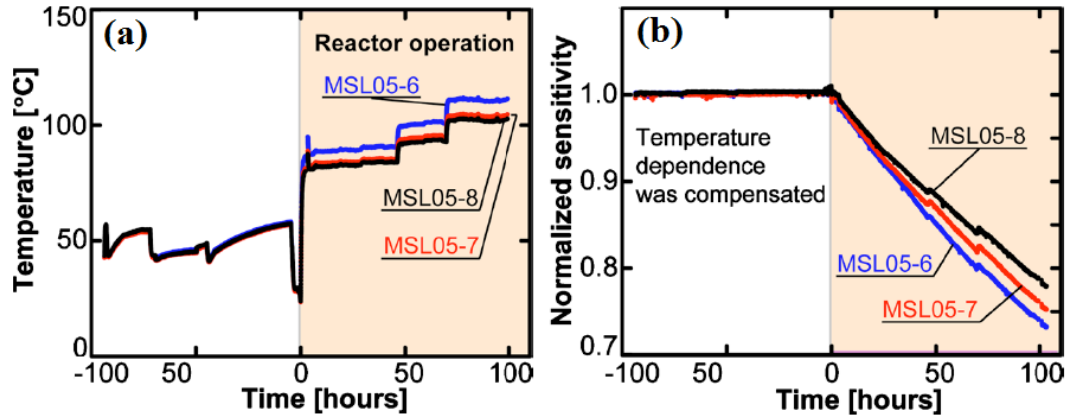 (a)
Reactor operation
MSL05-6
MSL05-8
MSL05-7
Temperature [°C]
150
100
50
0
-100
-50
0
50
100
Time [hours]
(b)
Temperature
dependence
was compensated
MSL05-8
MSL05-6
MSL05-7
Normalized sensitivity
1.0
0.9
0.8
0.7
-100
-50
0
50
100
Time [hours]